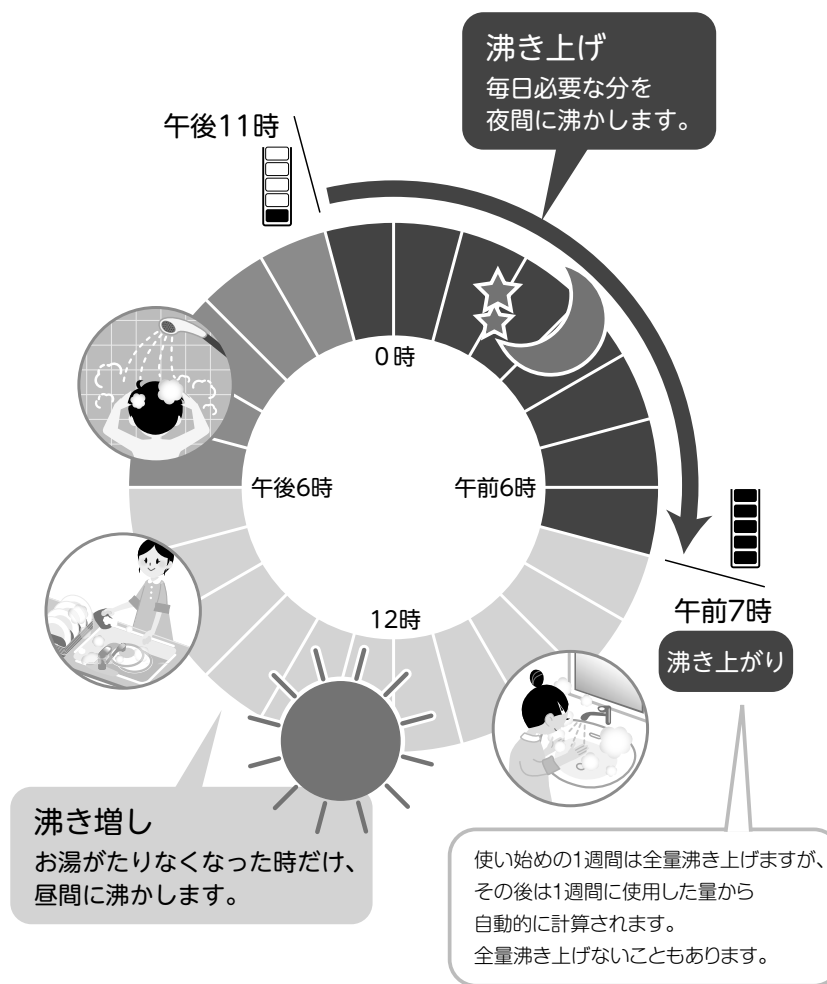 沸き上げ
毎日必要な分を
夜間に沸かします。
午後11時
0時
午後6時
午前6時
12時
午前7時
沸き上がり
沸き増し
お湯がたりなくなった時だけ、
昼間に沸かします。
使い始めの1週間は全量沸き上げますが、
その後は1週間に使用した量から
自動的に計算されます。
全量沸き上げないこともあります。